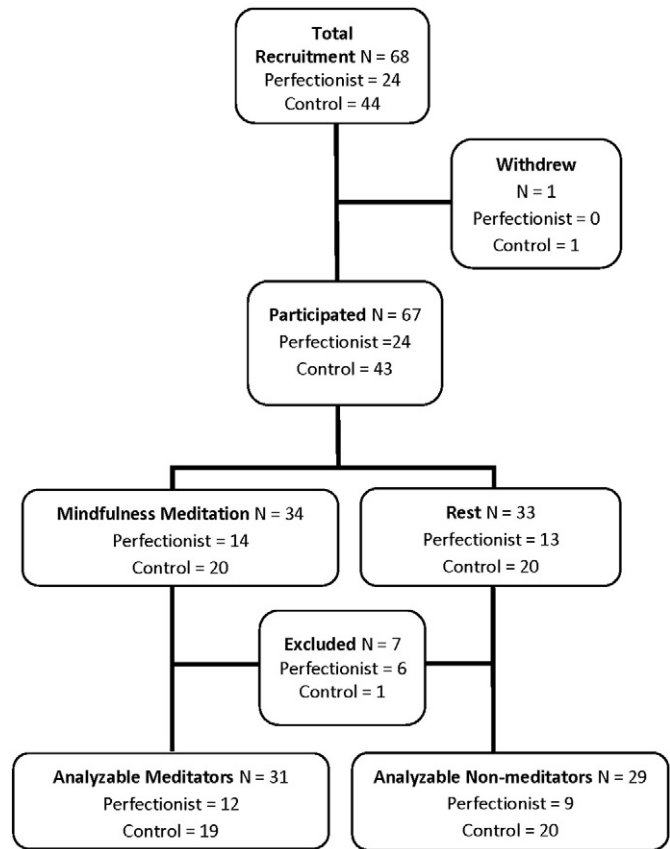 Total
Recruitment N = 68
Perfectionist = 24
Control = 44
Withdrew
N = 1
Perfectionist = 0
Control = 1
Participated N = 67
Perfectionist =24
Control = 43
Mindfulness Meditation N = 34
Perfectionist = 14
Control = 20
Rest N = 33
Perfectionist = 13
Control = 20
Excluded N = 7
Perfectionist = 6
Control = 1
Analyzable Meditators N = 31
Perfectionist = 12
Control = 19
Analyzable Non-meditators N = 29
Perfectionist = 9
Control = 20